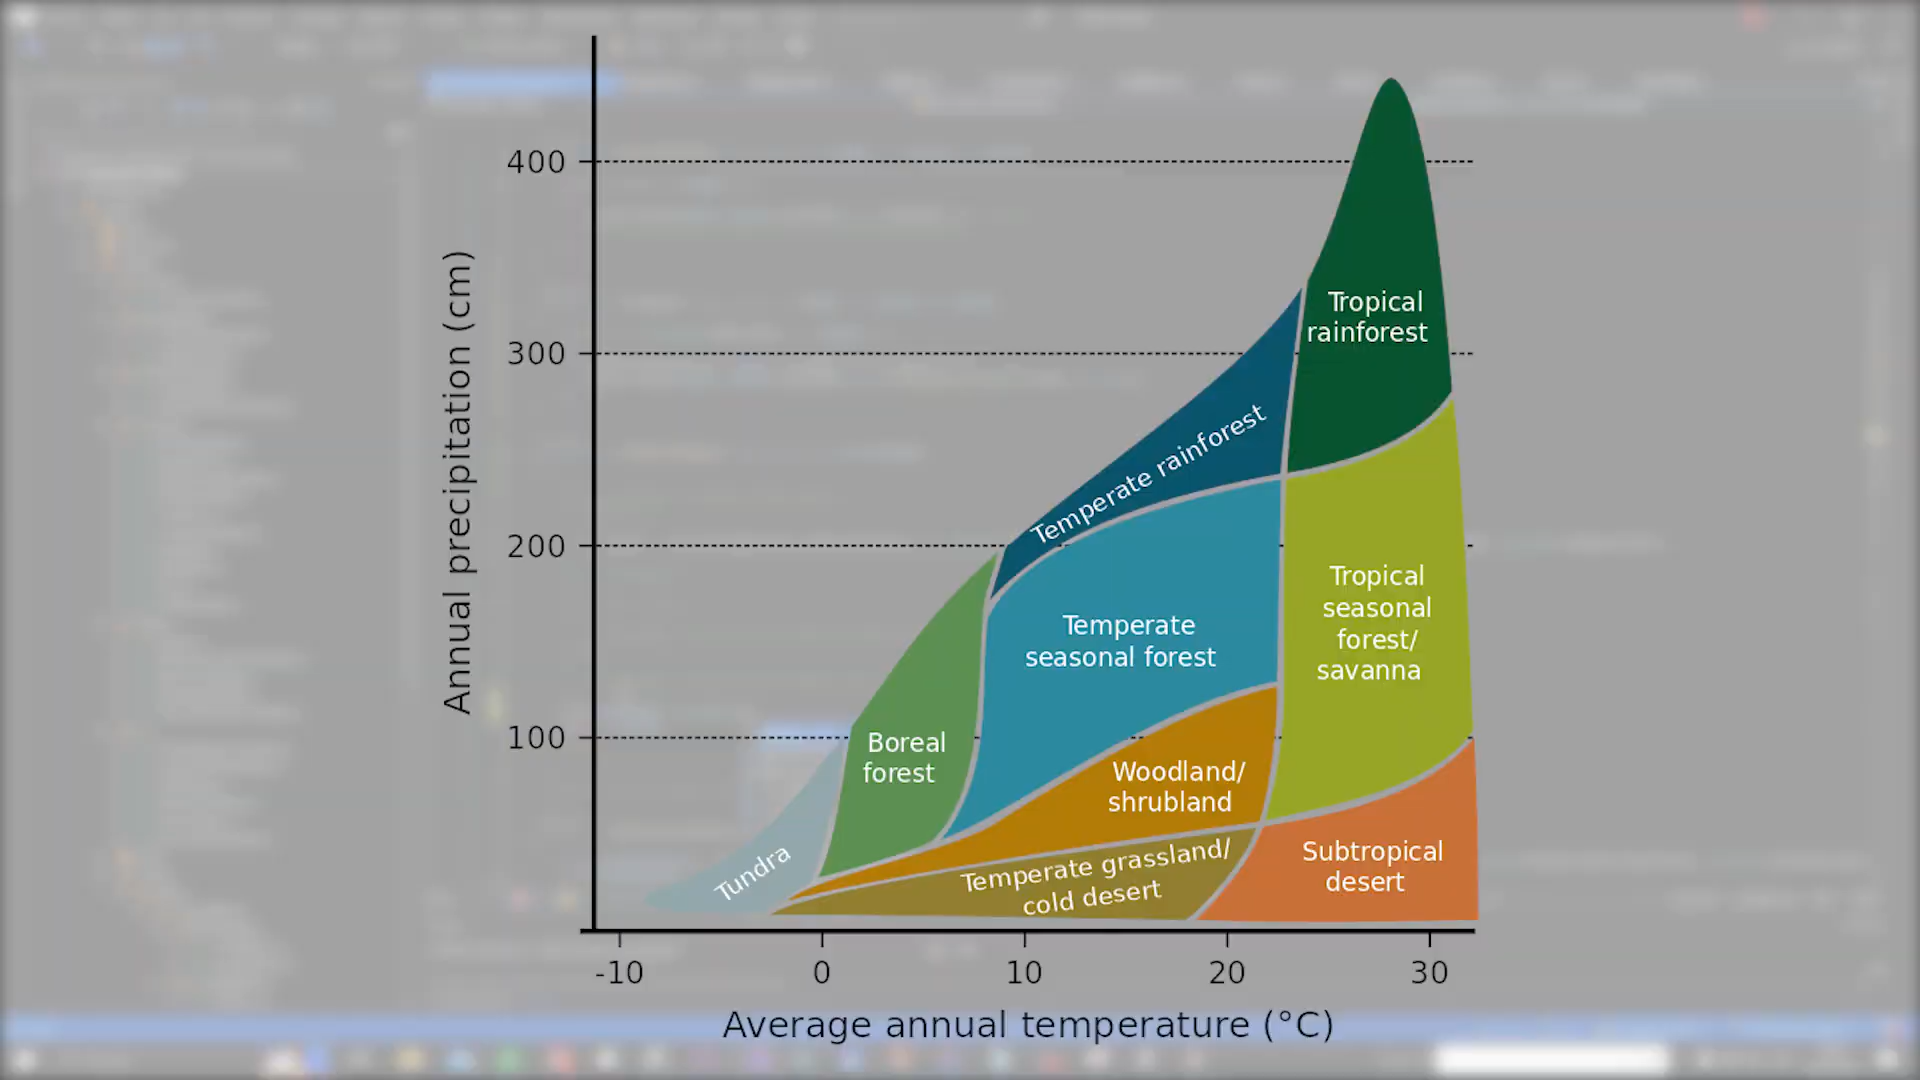 400
300
200
100
Annual precipitation (cm)
Tropical
rainforest
Temperate rainforest
Tropical
seasonal
forest/
savanna
Temperate
seasonal forest
Boreal
forest
Woodland/
shrubland
Tundra
Temperate grassland/
cold desert
Subtropical
desert
-10 0 10 20 30
Average annual temperature (°C)